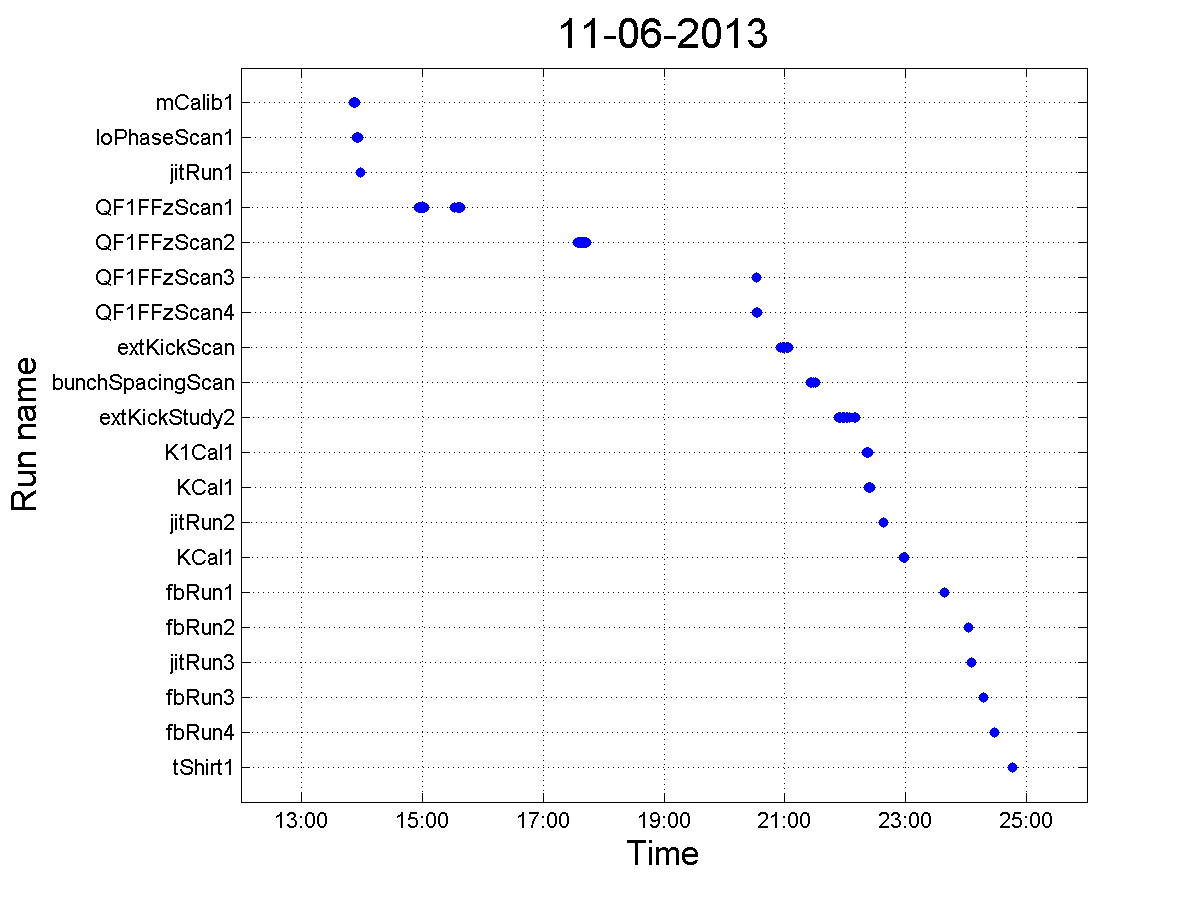 11-06-2013
mCalib1
loPhaseScan1
jitRun1
QF1FFzScan1
QF1FFzScan2
QF1FFzScan3
QF1FFzScan4
extKickScan
bunchSpacingScan
extKickStudy2
K1Cal1
KCal1
jitRun2
KCal1
fbRun1
fbRun2
jitRun3
fbRun3
fbRun4
tShirt1
Run name
13:00 15:00 17:00 19:00 21:00 23:00 25:00
Time